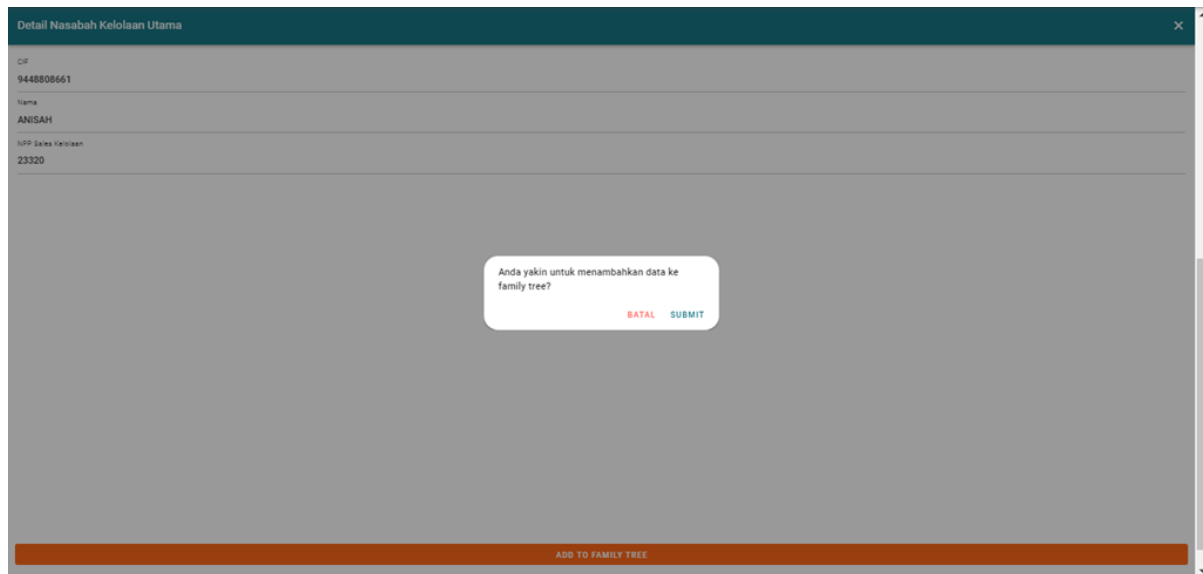 Detail Nasabah Kelolaan Utama
CIF
9448808661
Nama
ANISAH
NPP Sales Kelolaan
23320
Anda yakin untuk menambahkan data ke
family tree?
BATAL SUBMIT
ADD TO FAMILY TREE